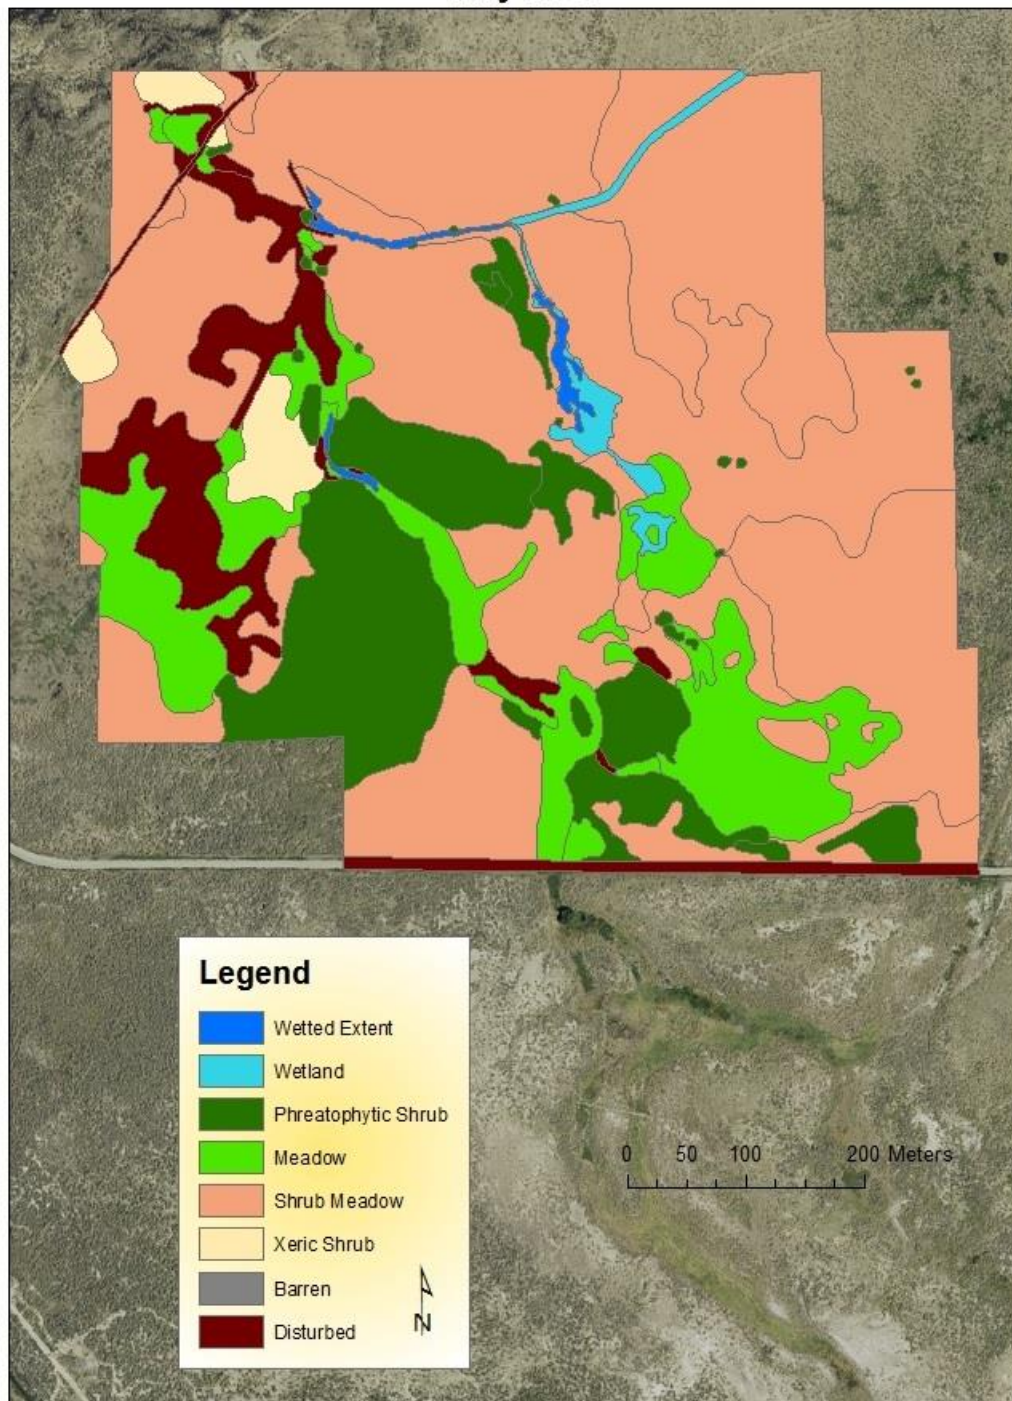 Legend
Wetted Extent
Wetland
Phreatophytic Shrub
Meadow
Shrub Meadow
Xeric Shrub
Barren
Disturbed
N
0 50 100 200 Meters